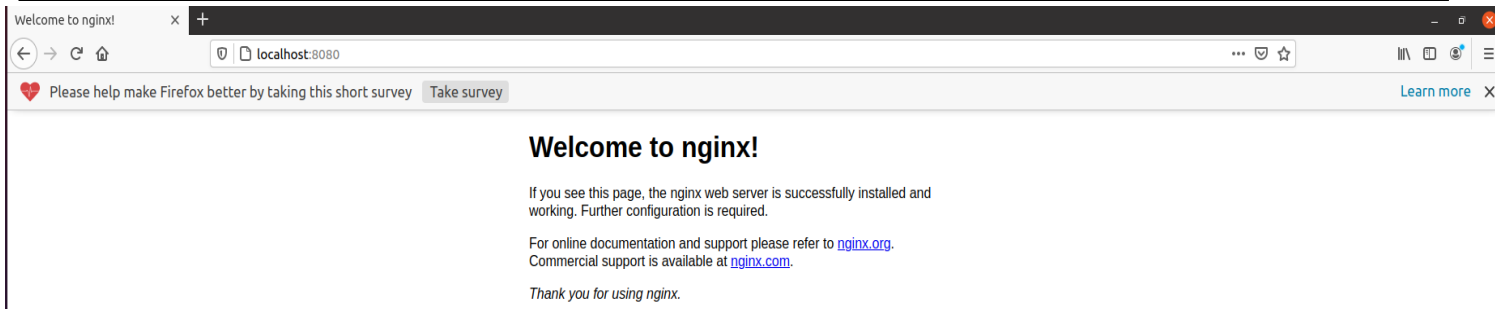 Welcome to nginx!
localhost:8080
Please help make Firefox better by taking this short survey Take survey Learn more
Welcome to nginx!
If you see this page, the nginx web server is successfully installed and
working. Further configuration is required.
For online documentation and support please refer to nginx.org.
Commercial support is available at nginx.com.
Thank you for using nginx.